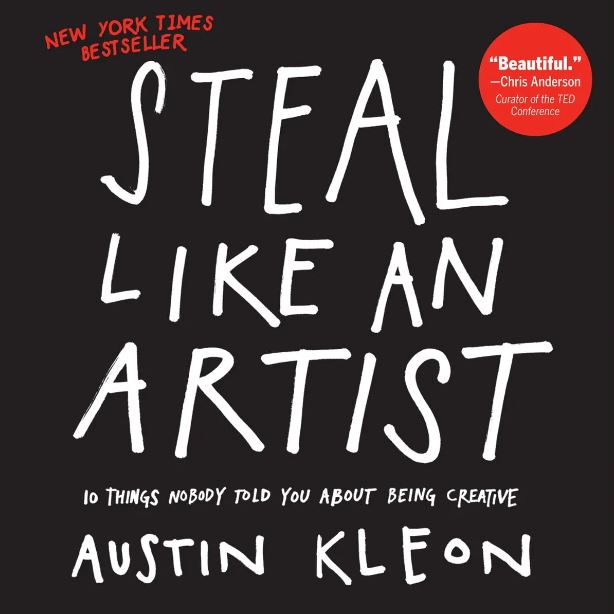 NEW YORK TIMES
BESTSELLER
“Beautiful.”
—Chris Anderson
Curator of the TED
Conference
STEAL
LIKE AN
ARTIST
10 THINGS NOBODY TOLD YOU ABOUT BEING CREATIVE
AUSTIN KLEON